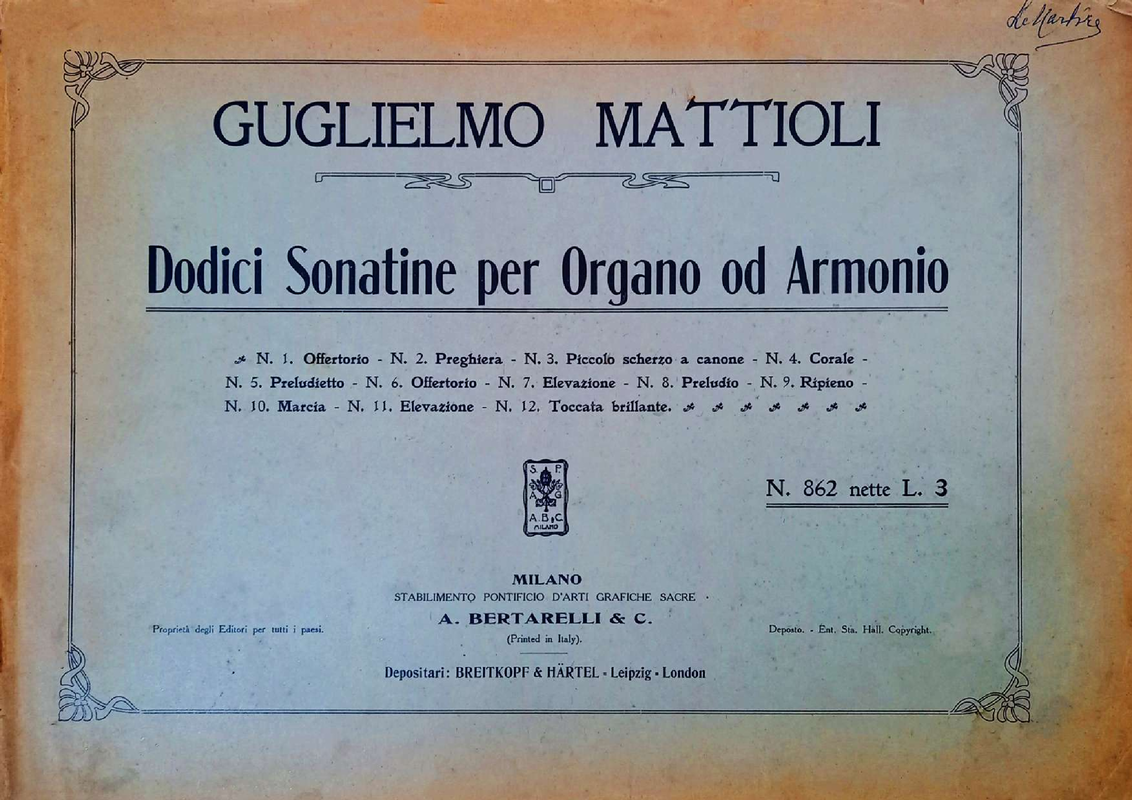 GUGLIELMO MATTIOLI
Dodici Sonatine per Organo od Armonio
N. 1. Offertorio - N. 2. Preghiera - N. 3. Piccolo scherzo a canone - N. 4. Corale -
N. 5. Preludietto - N. 6. Offertorio - N. 7. Elevazione - N. 8. Preludio - N. 9. Ripieno -
N. 10. Marcia - N. 11. Elevazione - N. 12. Toccata brillante.
S. P.
A G
A. B. & C.
MILANO
N. 862 nette L. 3
MILANO
STABILIMENTO PONTIFICIO D'ARTI GRAFICHE SACRE
A. BERTARELLI & C.
(Printed in Italy).
Proprietà degli Editori per tutti i paesi.
Deposto. - Ent. Sta. Hall. Copyright.
Depositari: BREITKOPF & HÄRTEL - Leipzig - London